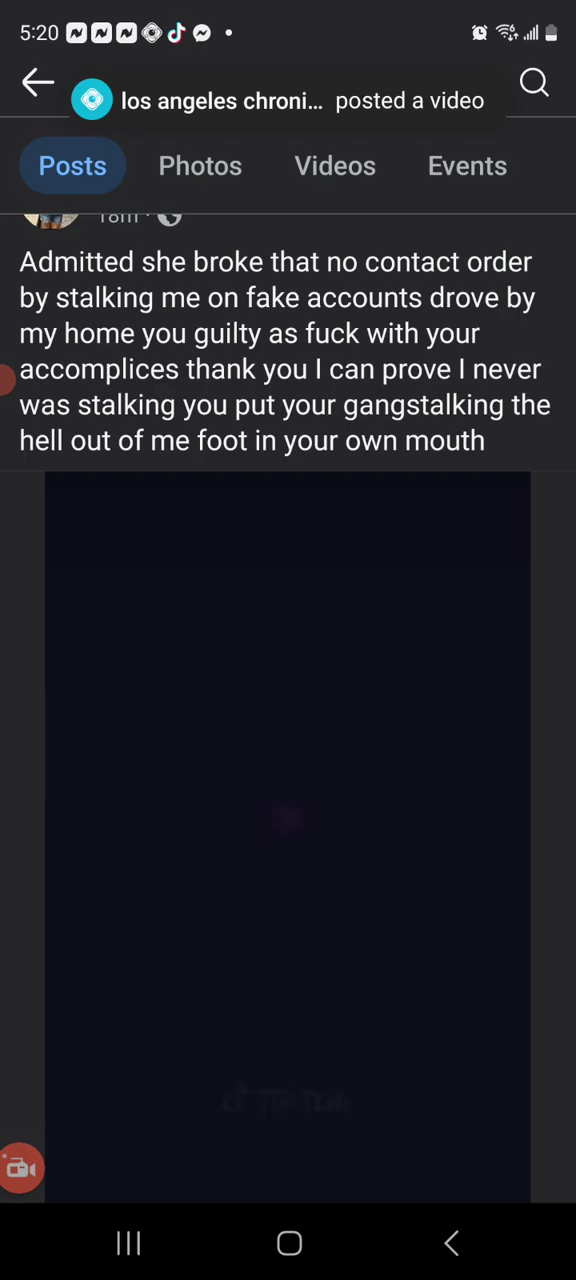 5:20
los angeles chroni... posted a video
Posts Photos Videos Events
18m
Admitted she broke that no contact order
by stalking me on fake accounts drove by
my home you guilty as fuck with your
accomplices thank you I can prove I never
was stalking you put your gangstalking the
hell out of me foot in your own mouth